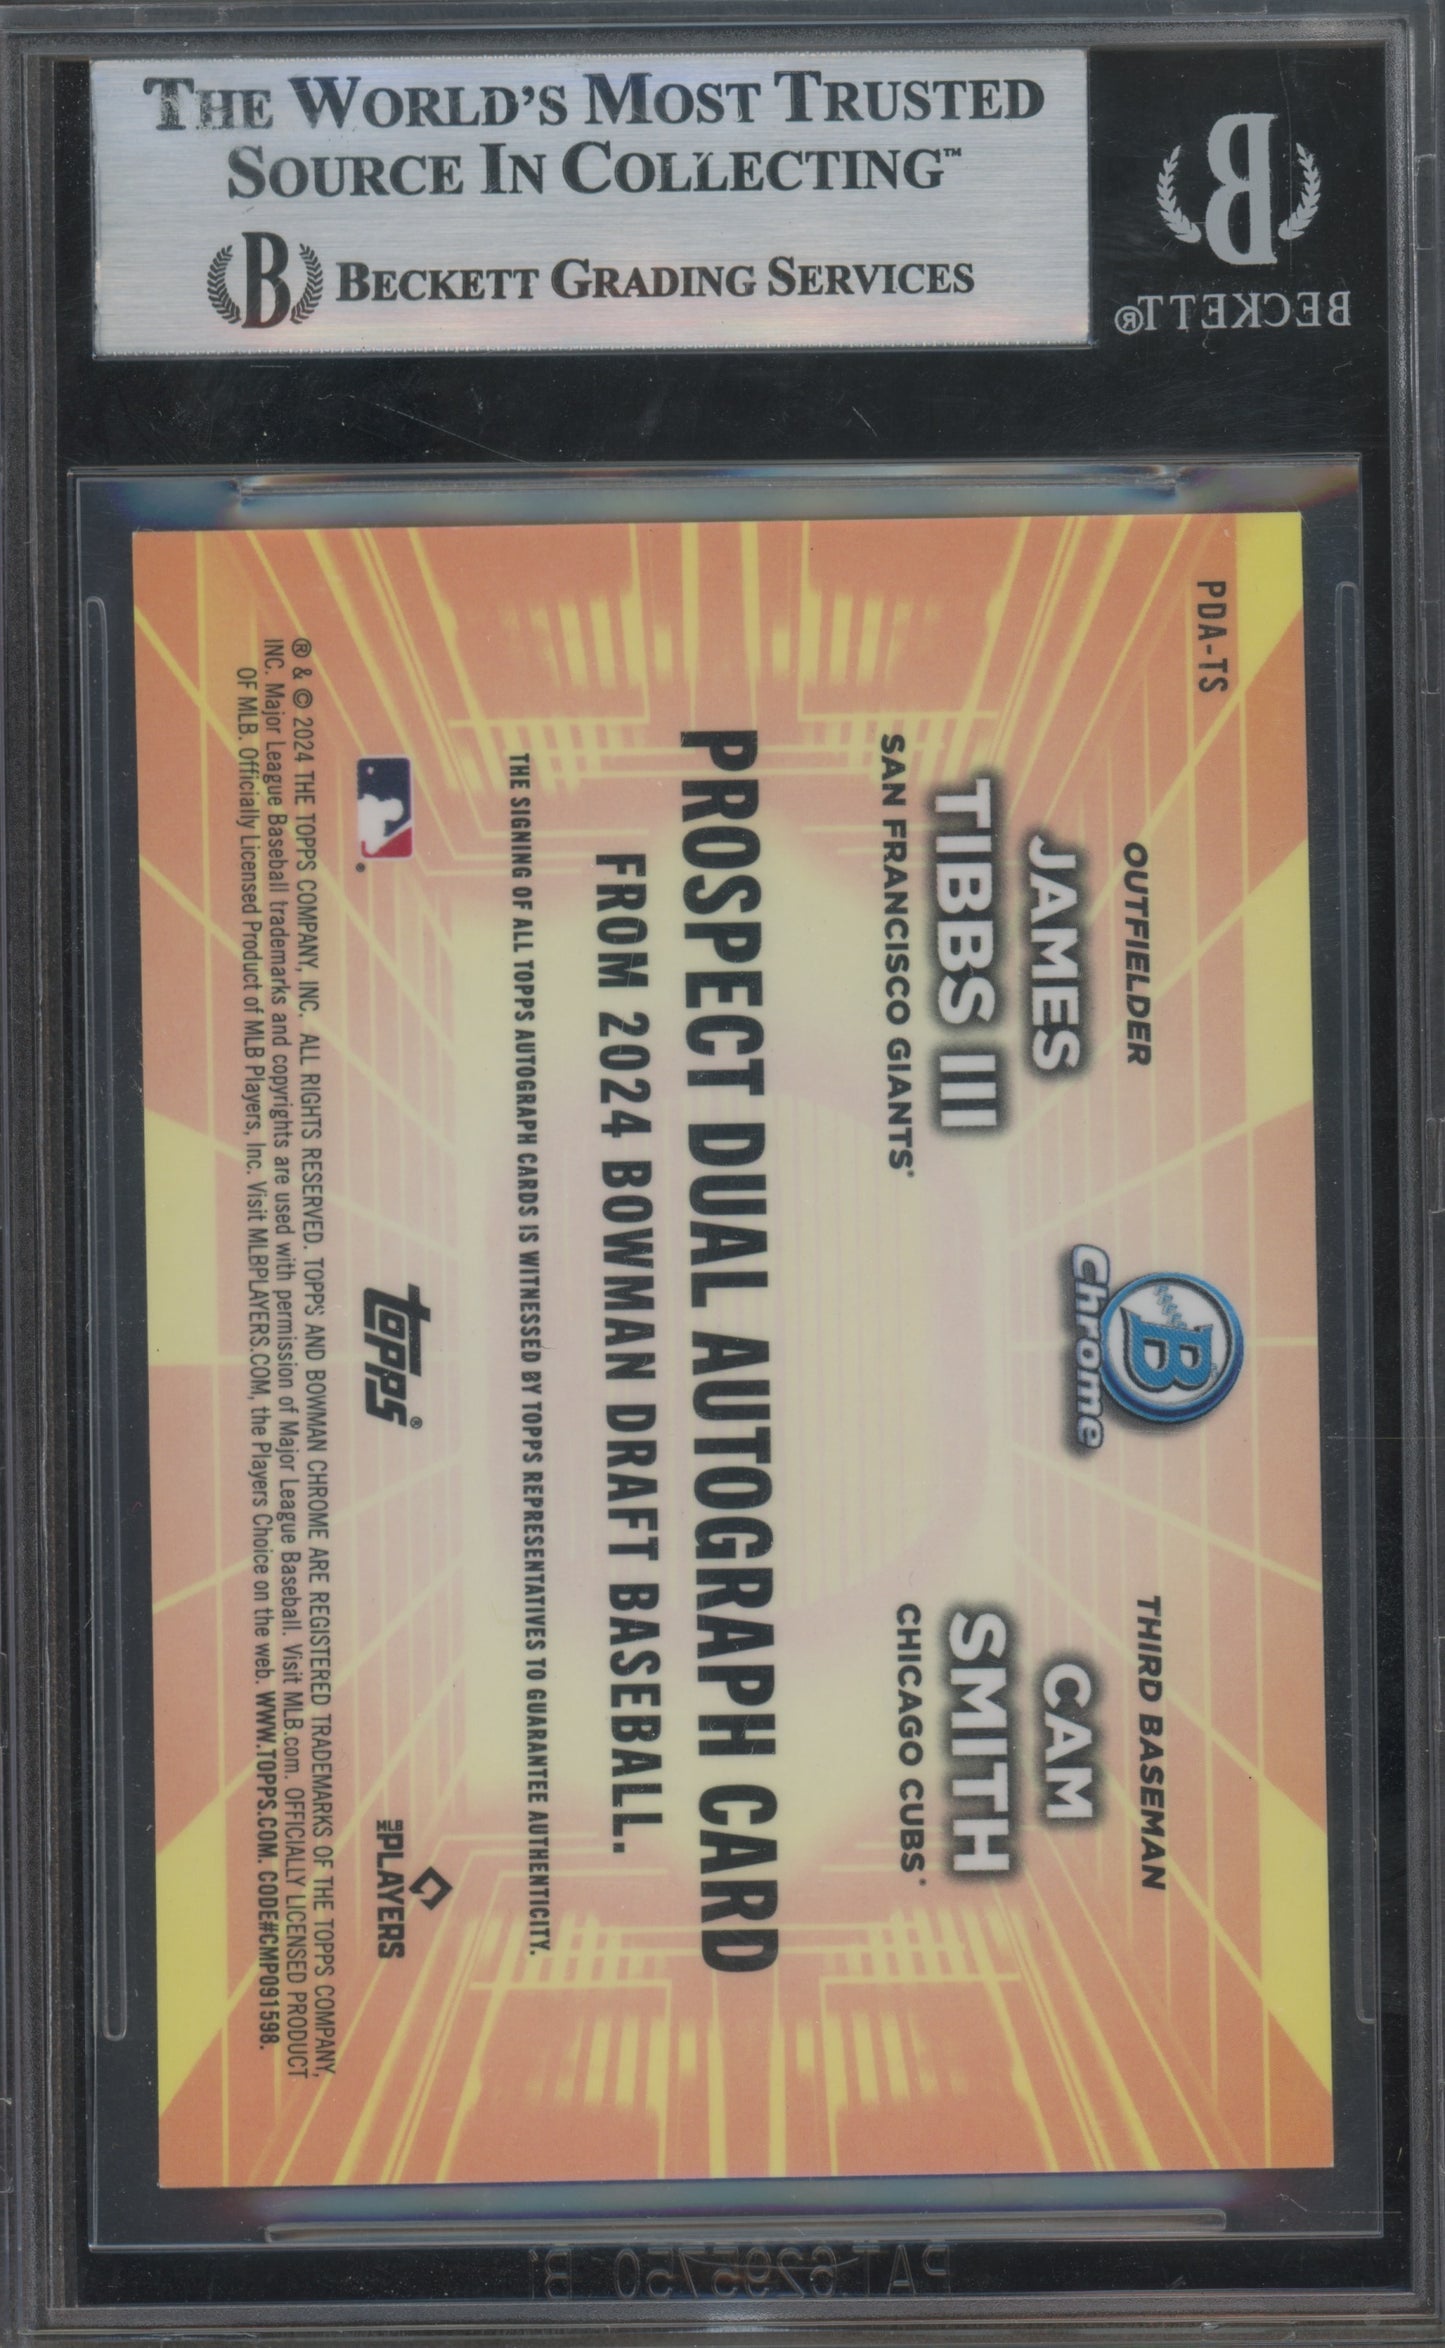 THE WORLD'S MOST TRUSTED
SOURCE IN COLLECTING™
B BECKETT GRADING SERVICES
B
BECKETT®
PDA-TS
OUTFIELDER
JAMES
TIBBS III
SAN FRANCISCO GIANTS®
B
Chrome
THIRD BASEMAN
CAM
SMITH
CHICAGO CUBS®
PROSPECT DUAL AUTOGRAPH CARD
FROM 2024 BOWMAN DRAFT BASEBALL.
THE SIGNING OF ALL TOPPS AUTOGRAPH CARDS IS WITNESSED BY TOPPS REPRESENTATIVES TO GUARANTEE AUTHENTICITY.
®
topps®
MLB PLAYERS
® & © 2024 THE TOPPS COMPANY, INC. ALL RIGHTS RESERVED. TOPPS AND BOWMAN CHROME ARE REGISTERED TRADEMARKS OF THE TOPPS COMPANY,
INC. Major League Baseball trademarks and copyrights are used with permission of Major League Baseball. Visit MLB.com. OFFICIALLY LICENSED PRODUCT
OF MLB. Officially Licensed Product of MLB Players, Inc. Visit MLBPLAYERS.COM, the Players Choice on the web. WWW.TOPPS.COM. CODE#CMP091598.
PAT 6295750 B1